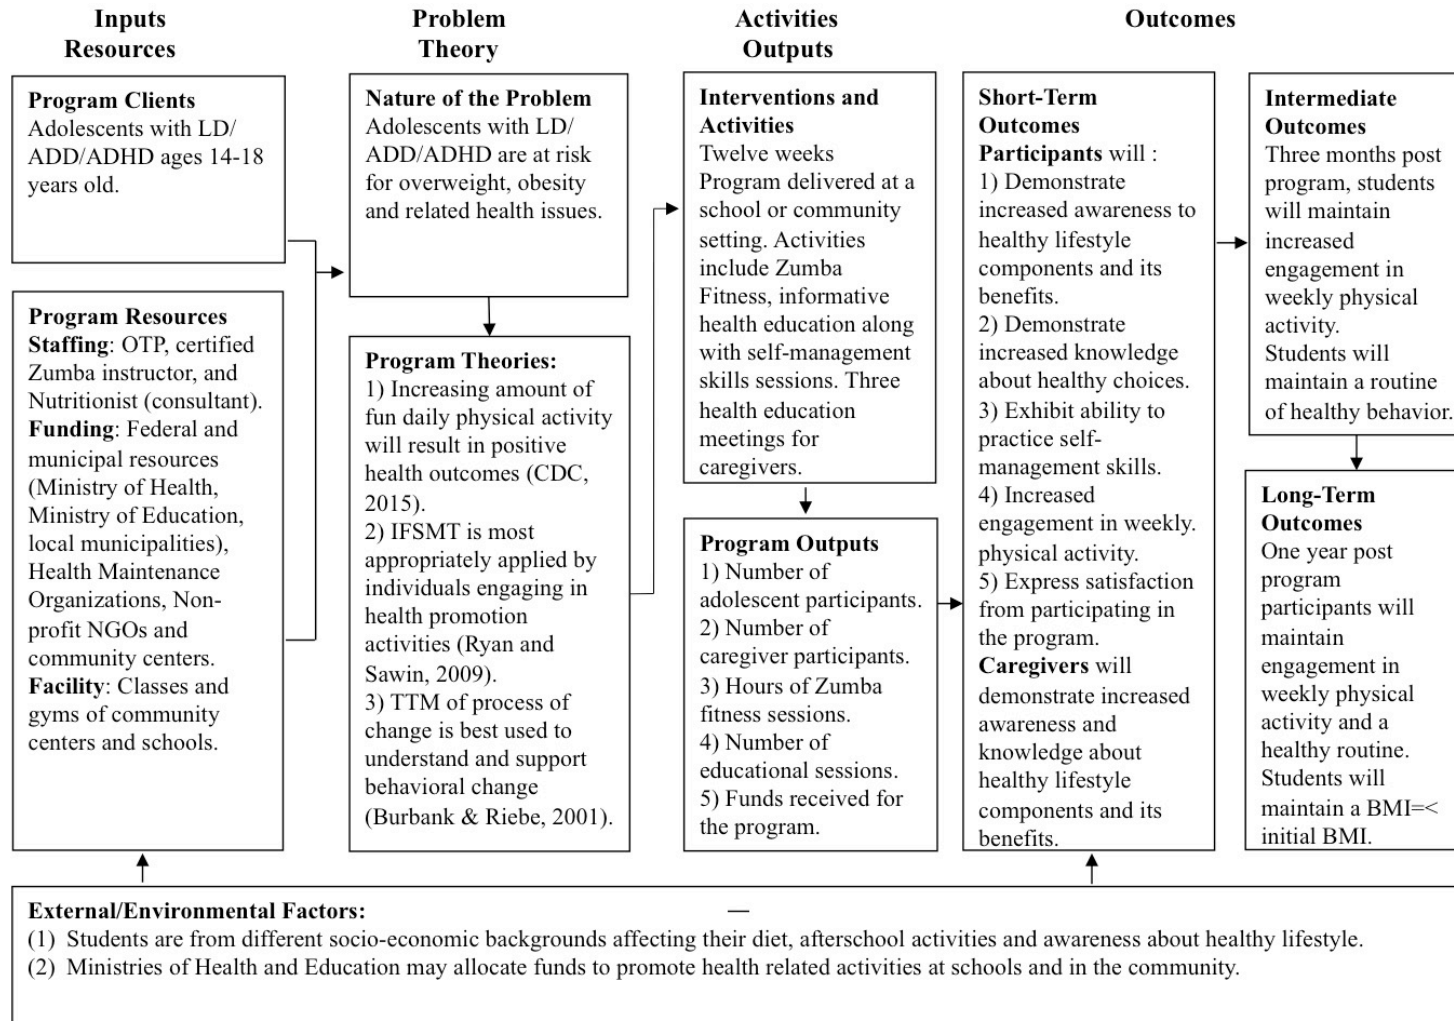 Inputs
Resources
Problem
Theory
Activities
Outputs
Outcomes
Program Clients
Adolescents with LD/
ADD/ADHD ages 14-18
years old.
Program Resources
Staffing: OTP, certified
Zumba instructor, and
Nutritionist (consultant).
Funding: Federal and
municipal resources
(Ministry of Health,
Ministry of Education,
local municipalities),
Health Maintenance
Organizations, Non-
profit NGOs and
community centers.
Facility: Classes and
gyms of community
centers and schools.
Nature of the Problem
Adolescents with LD/
ADD/ADHD are at risk
for overweight, obesity
and related health issues.
Program Theories:
1) Increasing amount of
fun daily physical activity
will result in positive
health outcomes (CDC,
2015).
2) IFSMT is most
appropriately applied by
individuals engaging in
health promotion
activities (Ryan and
Sawin, 2009).
3) TTM of process of
change is best used to
understand and support
behavioral change
(Burbank & Riebe, 2001).
Interventions and
Activities
Twelve weeks
Program delivered at a
school or community
setting. Activities
include Zumba
Fitness, informative
health education along
with self-management
skills sessions. Three
health education
meetings for
caregivers.
Program Outputs
1) Number of
adolescent participants.
2) Number of
caregiver participants.
3) Hours of Zumba
fitness sessions.
4) Number of
educational sessions.
5) Funds received for
the program.
Short-Term
Outcomes
Participants will :
1) Demonstrate
increased awareness to
healthy lifestyle
components and its
benefits.
2) Demonstrate
increased knowledge
about healthy choices.
3) Exhibit ability to
practice self-
management skills.
4) Increased
engagement in weekly.
physical activity.
5) Express satisfaction
from participating in
the program.
Caregivers will
demonstrate increased
awareness and
knowledge about
healthy lifestyle
components and its
benefits.
Intermediate
Outcomes
Three months post
program, students
will maintain
increased
engagement in
weekly physical
activity.
Students will
maintain a routine
of healthy behavior.
Long-Term
Outcomes
One year post
program
participants will
maintain
engagement in
weekly physical
activity and a
healthy routine.
Students will
maintain a BMI=<
initial BMI.
External/Environmental Factors:
(1) Students are from different socio-economic backgrounds affecting their diet, afterschool activities and awareness about healthy lifestyle.
(2) Ministries of Health and Education may allocate funds to promote health related activities at schools and in the community.